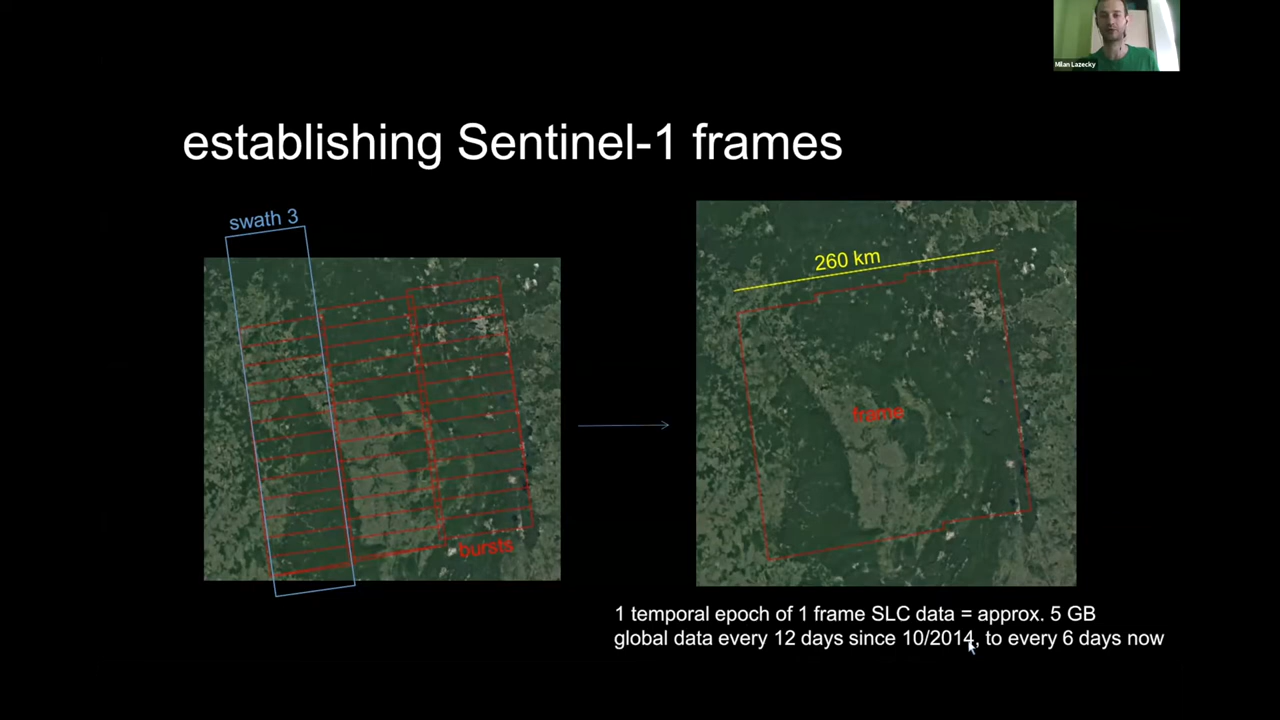 Milan Lazecky
establishing Sentinel-1 frames
swath 3
bursts
260 km
frame
1 temporal epoch of 1 frame SLC data = approx. 5 GB
global data every 12 days since 10/2014, to every 6 days now